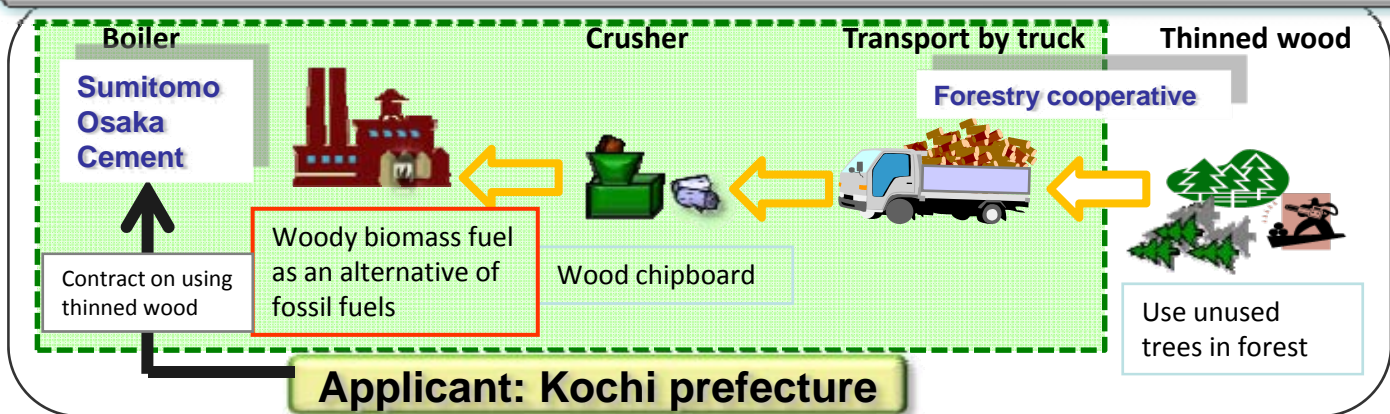 Boiler
Crusher
Transport by truck
Thinned wood
Sumitomo
Osaka
Cement
Forestry cooperative
Contract on using
thinned wood
Woody biomass fuel
as an alternative of
fossil fuels
Wood chipboard
Use unused
trees in forest
Applicant: Kochi prefecture